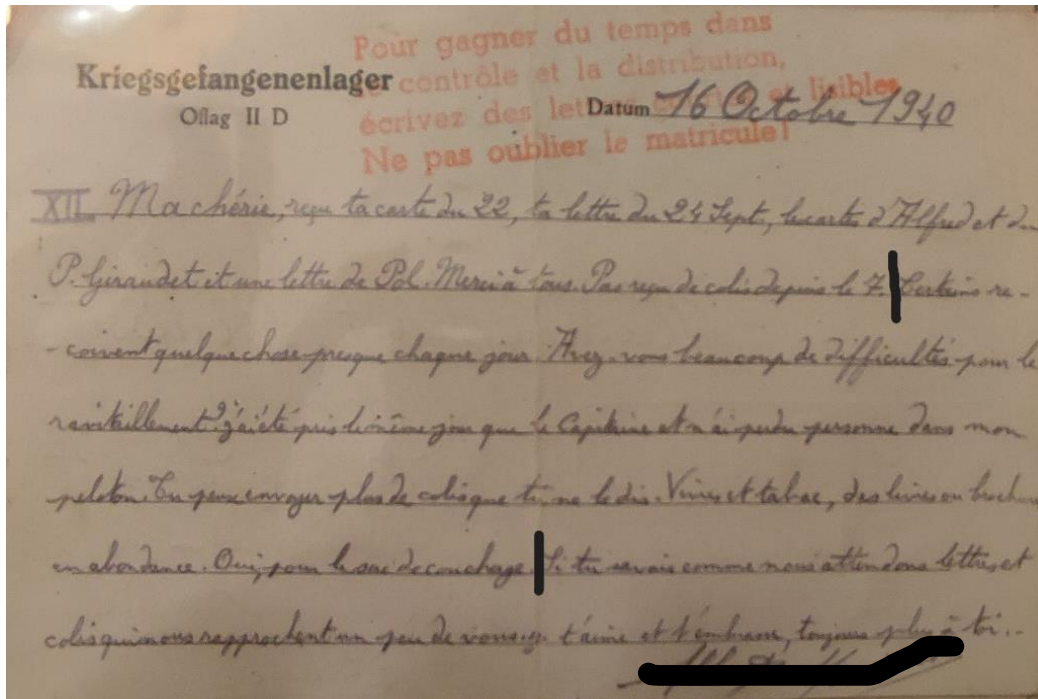 Pour gagner du temps dans
le contrôle et la distribution,
écrivez des lettres et lisibles
Ne pas oublier le matricule!
Kriegsgefangenenlager
Oflag II D
Datum 16 Octobre 1940
XII Ma chérie, reçu ta carte du 22, ta lettre du 24 Sept., les cartes d'Alfred et du
P. Giraudet et une lettre de Pol. Merci à tous. Pas reçu de colis depuis le 7. Certains re-
-çoivent quelque chose presque chaque jour. Avez-vous beaucoup de difficultés pour le
ravitaillement? J'ai été pris le même jour que le Capitaine et n'ai perdu personne dans mon
peloton. Tu peux envoyer plus de colis que tu ne le dis. Vivres et tabac, des livres ou
en abondance. Oui, pour le sac de couchage. Si tu savais comme nous attendons lettres et
colis qui nous rapprochent un peu de vous. Je t'aime et t'embrasse, toujours plus à toi.-